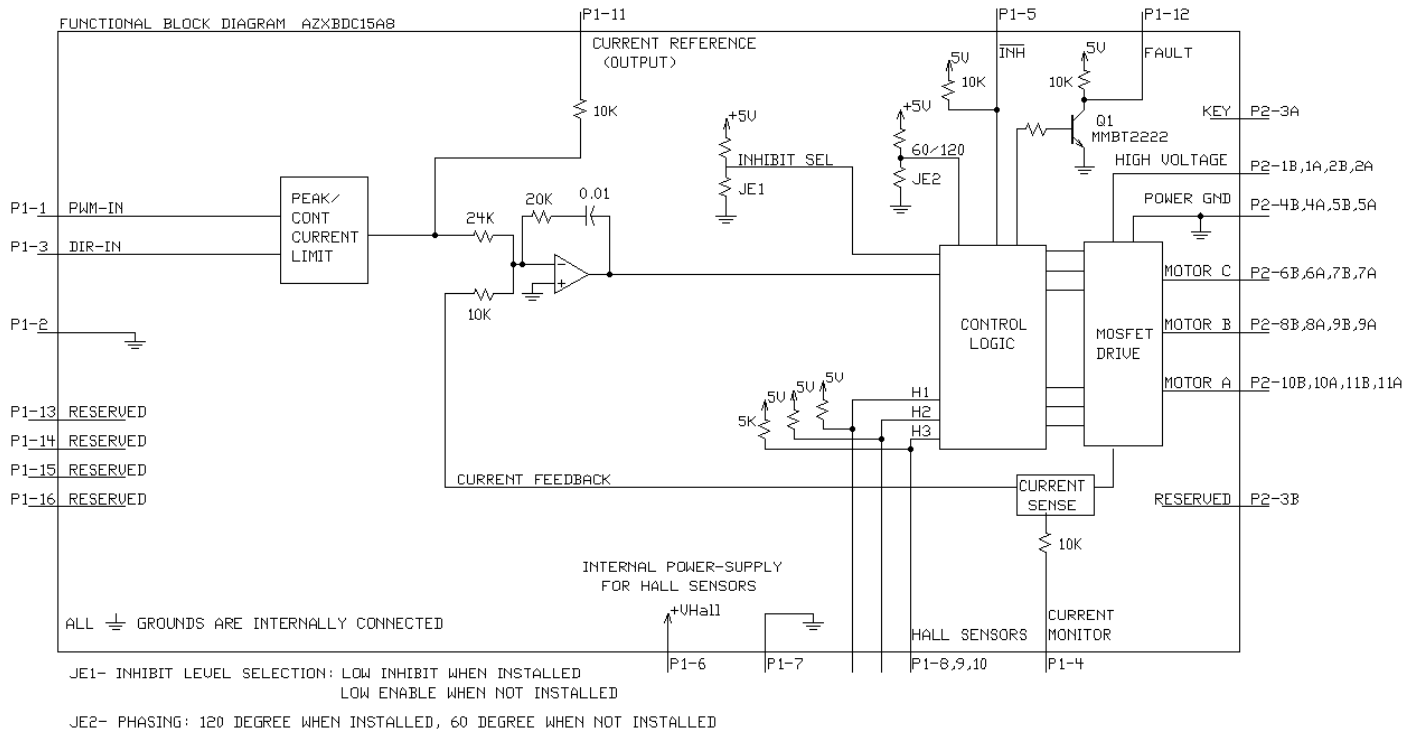 FUNCTIONAL BLOCK DIAGRAM AZXBDC15A8
P1-11
P1-5
P1-12
CURRENT REFERENCE
(OUTPUT)
10K
5V
10K
INH
5V
10K
FAULT
Q1
MMBT2222
KEY P2-3A
+5V
INHIBIT SEL
JE1
+5V
60/120
JE2
HIGH VOLTAGE P2-1B,1A,2B,2A
POWER GND P2-4B,4A,5B,5A
P1-1 PWM-IN
P1-3 DIR-IN
PEAK/
CONT
CURRENT
LIMIT
24K
20K
0.01
-
+
10K
P1-2
CONTROL
LOGIC
MOSFET
DRIVE
MOTOR C P2-6B,6A,7B,7A
MOTOR B P2-8B,8A,9B,9A
MOTOR A P2-10B,10A,11B,11A
5K
5V
5V
5V
H1
H2
H3
P1-13 RESERVED
P1-14 RESERVED
P1-15 RESERVED
P1-16 RESERVED
CURRENT FEEDBACK
CURRENT
SENSE
RESERVED P2-3B
10K
INTERNAL POWER-SUPPLY
FOR HALL SENSORS
+VHall
ALL GROUNDS ARE INTERNALLY CONNECTED
HALL SENSORS
CURRENT
MONITOR
P1-6
P1-7
P1-8,9,10
P1-4
JE1- INHIBIT LEVEL SELECTION: LOW INHIBIT WHEN INSTALLED
LOW ENABLE WHEN NOT INSTALLED
JE2- PHASING: 120 DEGREE WHEN INSTALLED, 60 DEGREE WHEN NOT INSTALLED